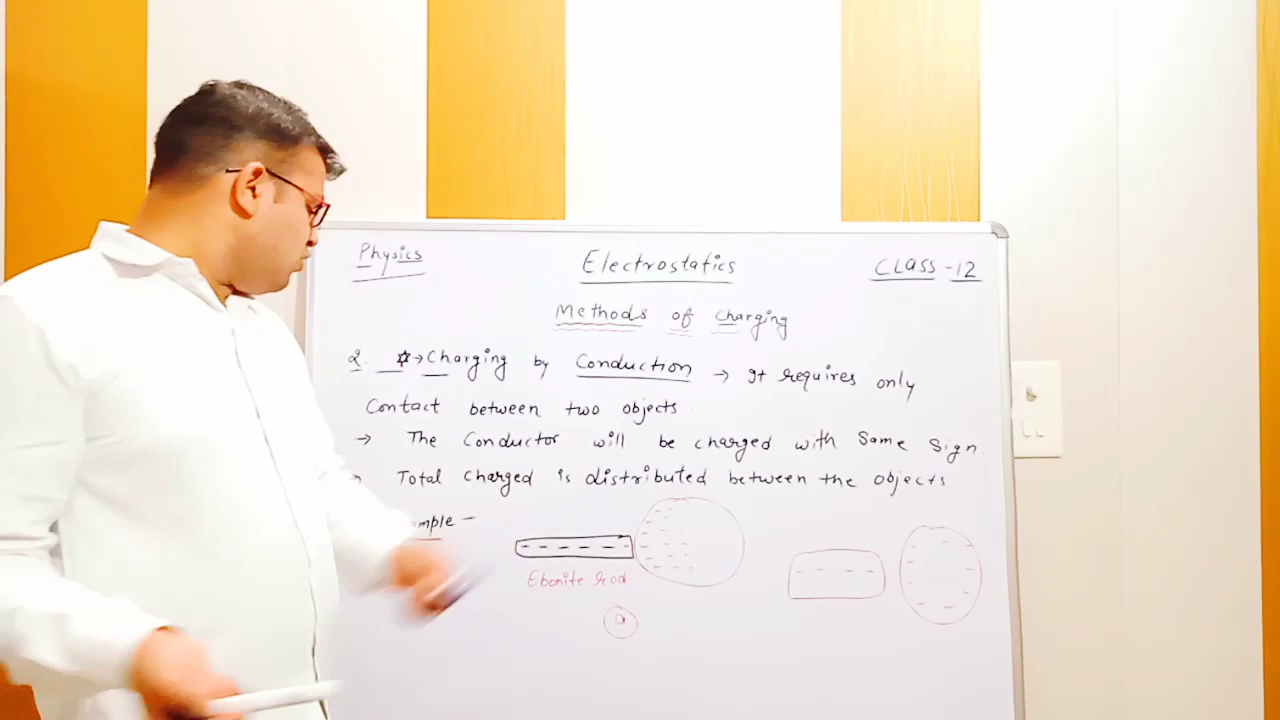 Physics Electrostatics CLASS-12
Methods of Charging
2. → Charging by Conduction → It requires only
Contact between two objects
→ The Conductor will be charged with Same Sign
Total charged is distributed between the objects
Ebonite Rod
a